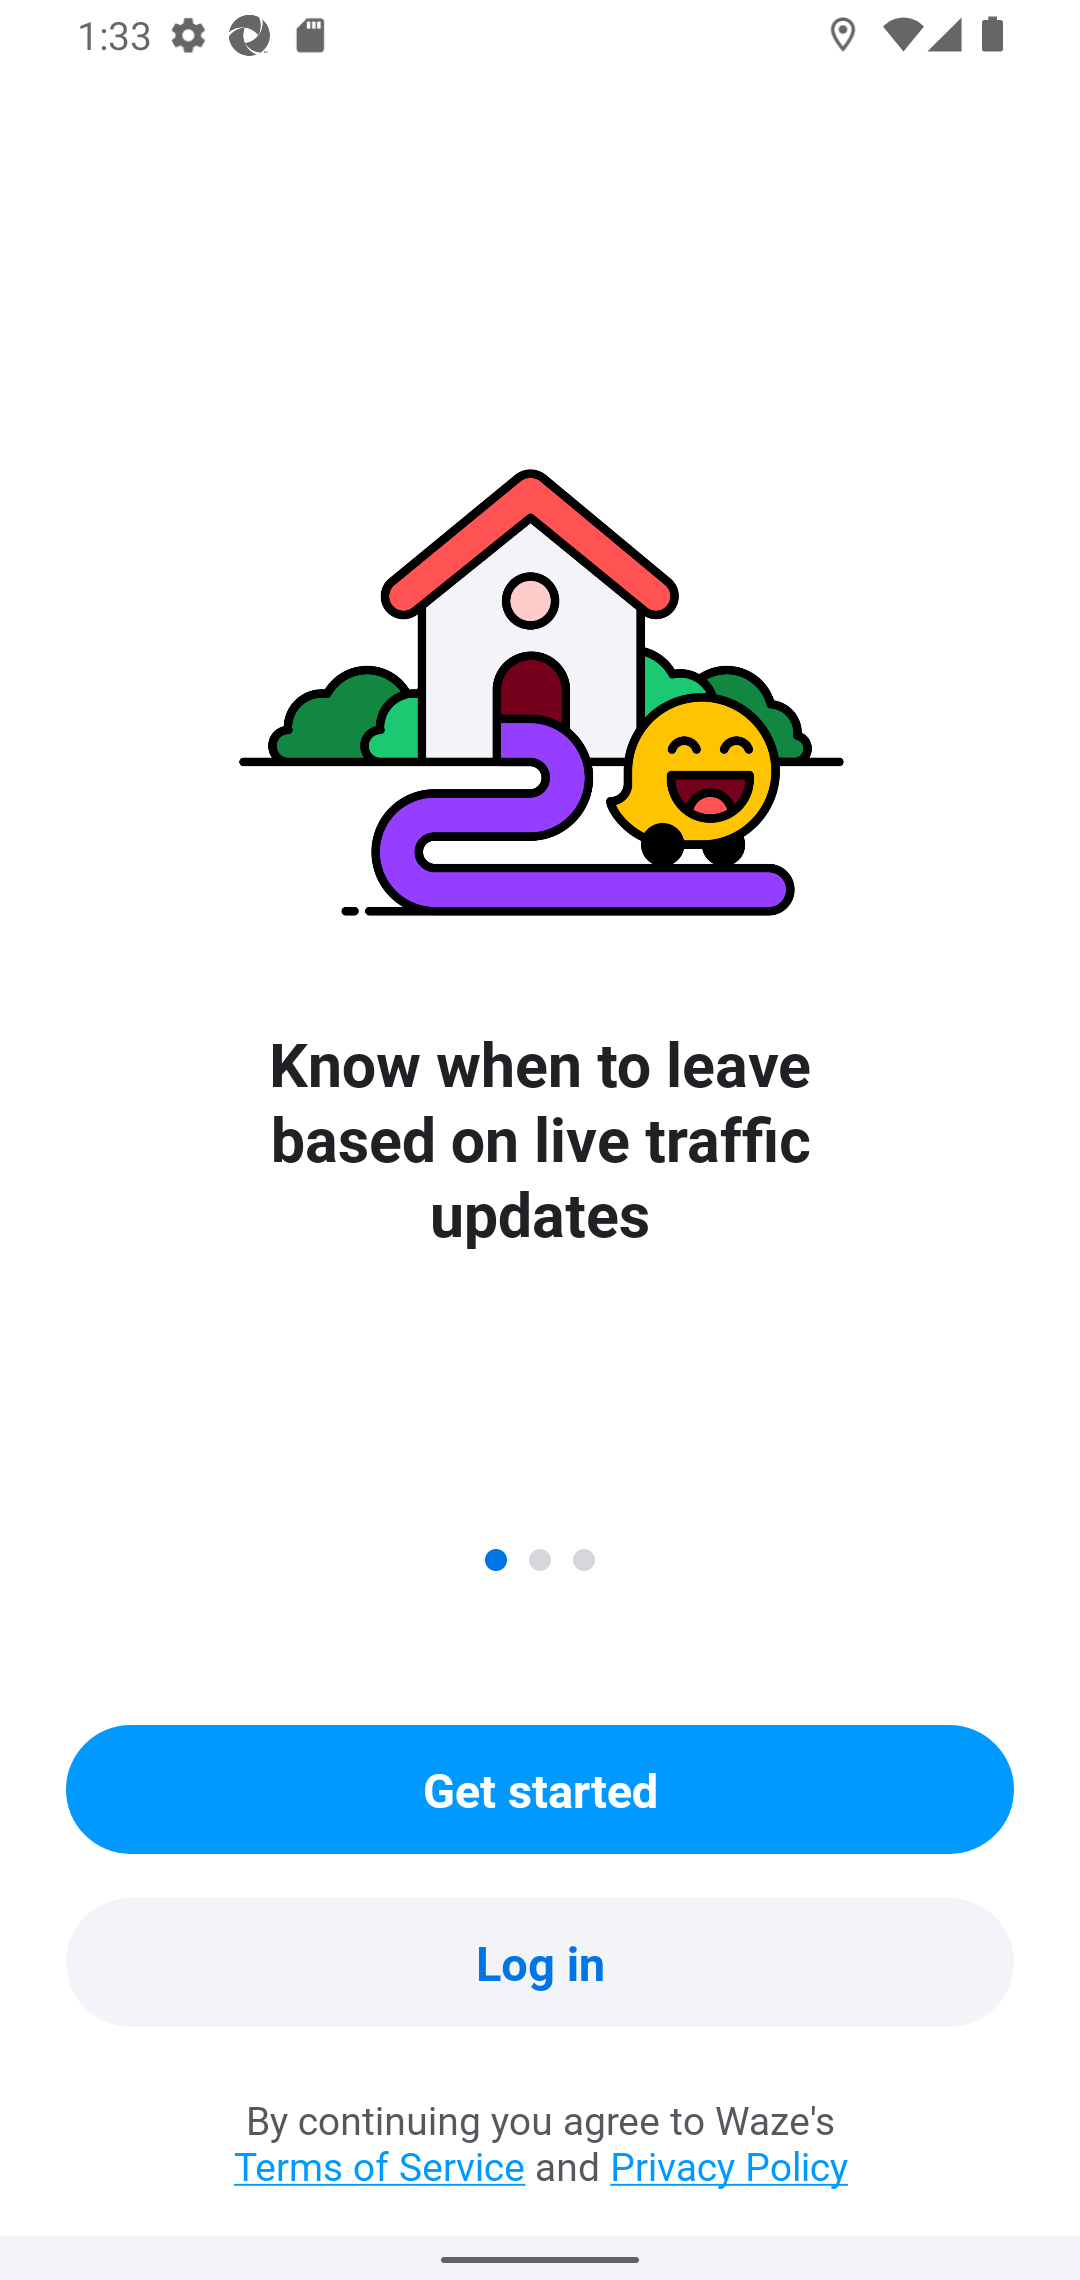 1:33
Know when to leave
based on live traffic
updates
Get started
Log in
By continuing you agree to Waze's
Terms of Service and Privacy Policy